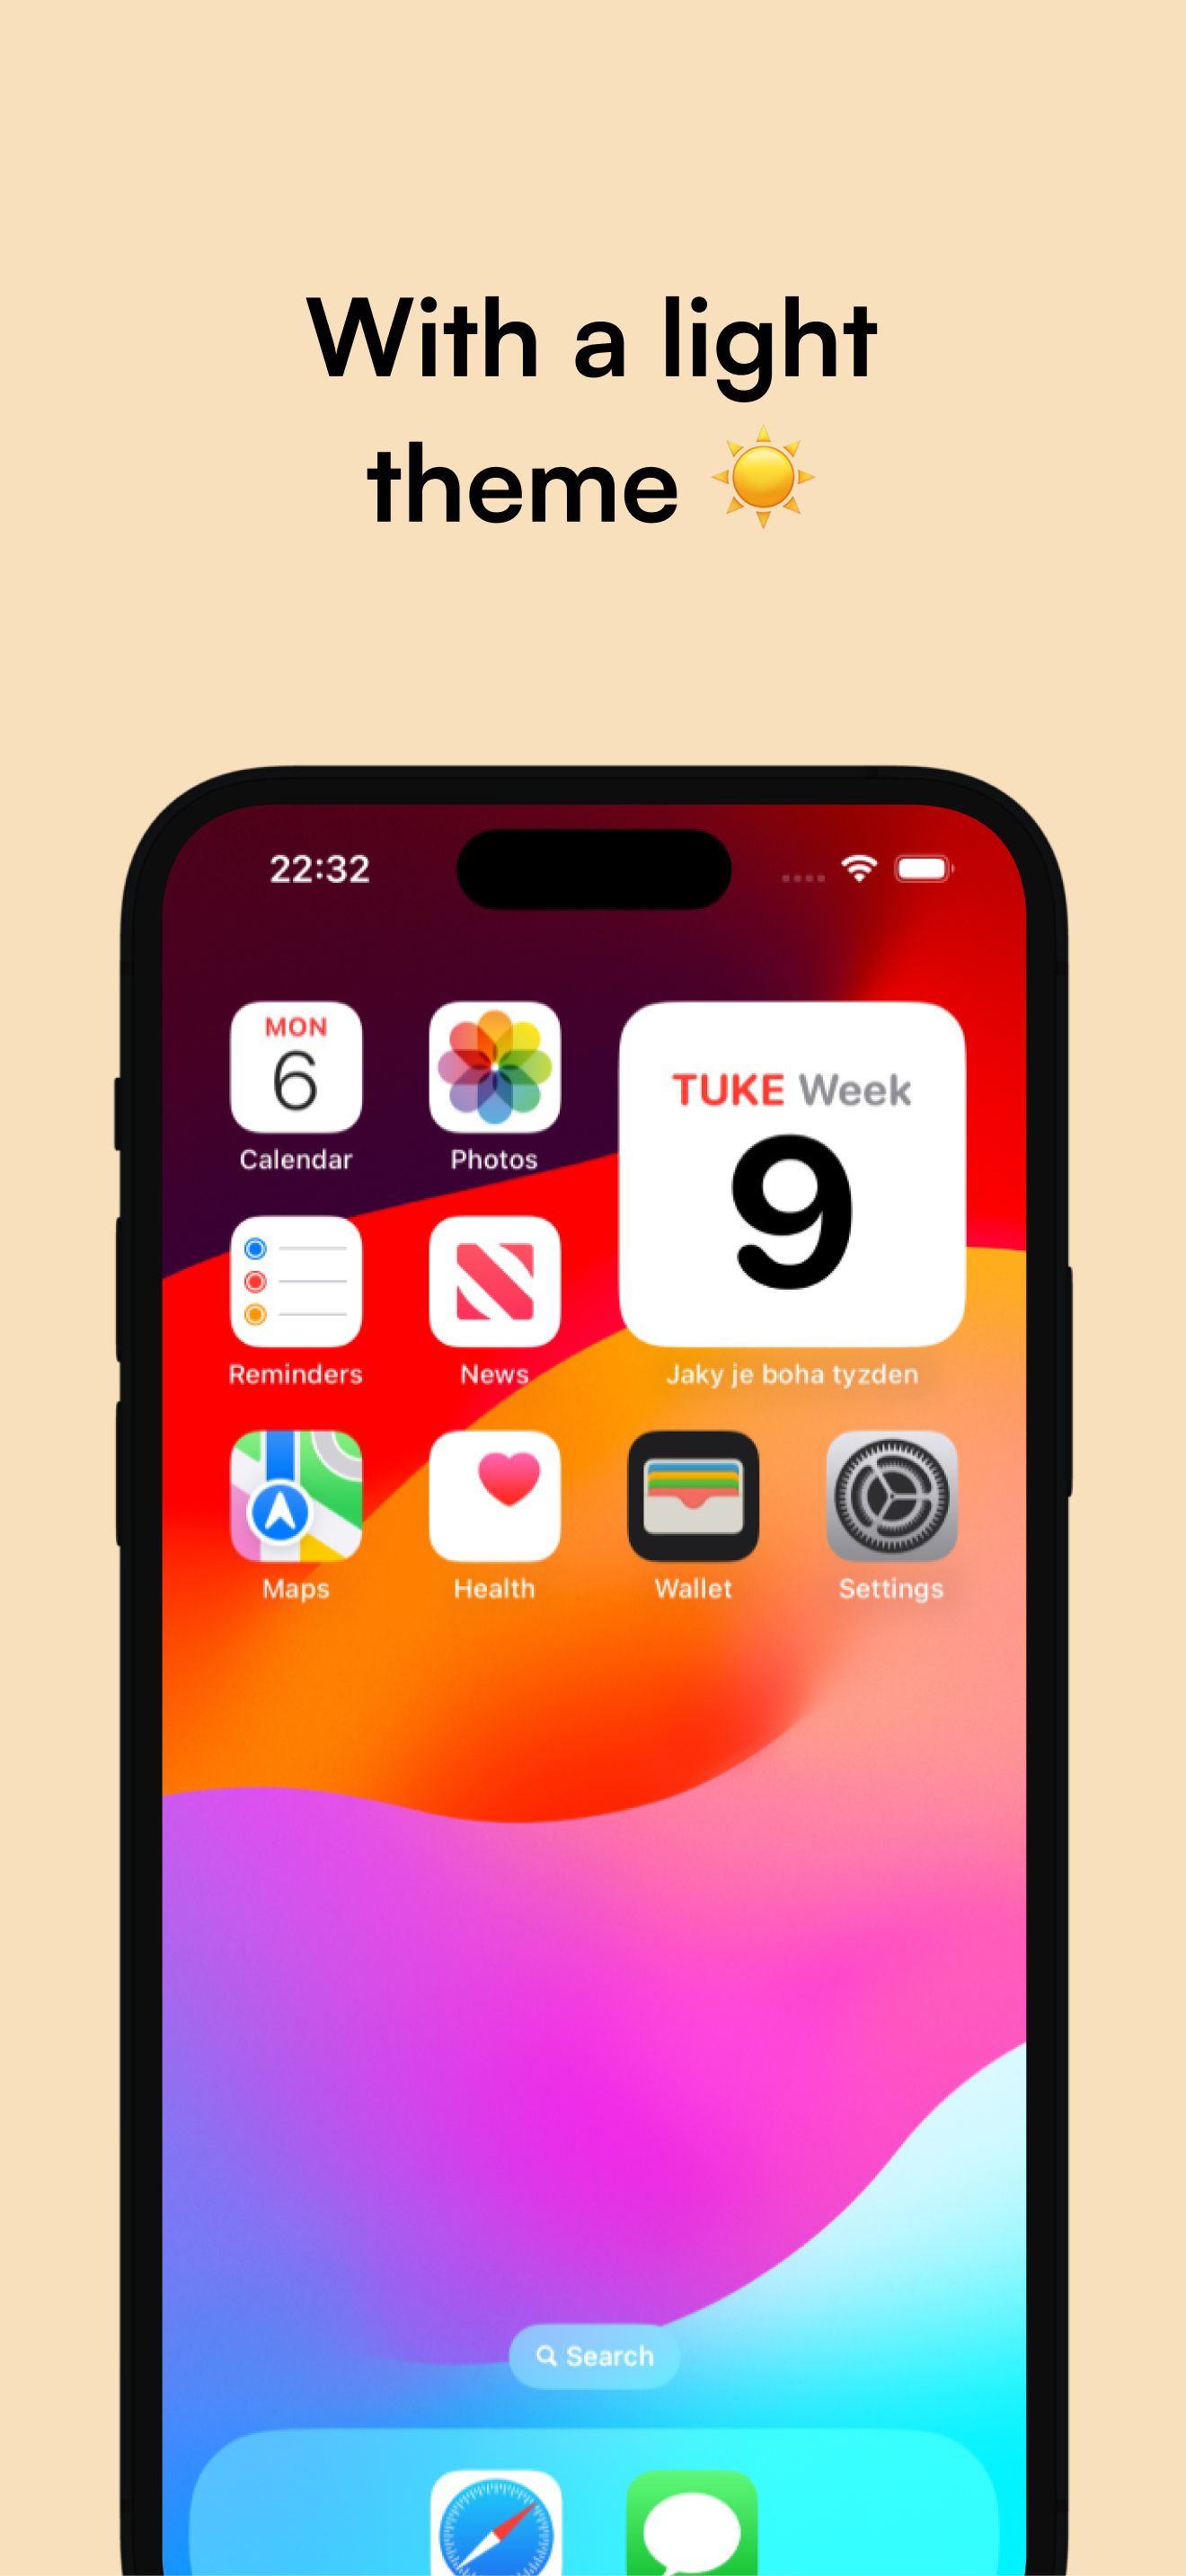 With a light
theme ☀️
22:32
MON
6
Calendar
Photos
TUKE Week
9
Reminders
News
Jaky je boha tyzden
Maps
Health
Wallet
Settings
Search